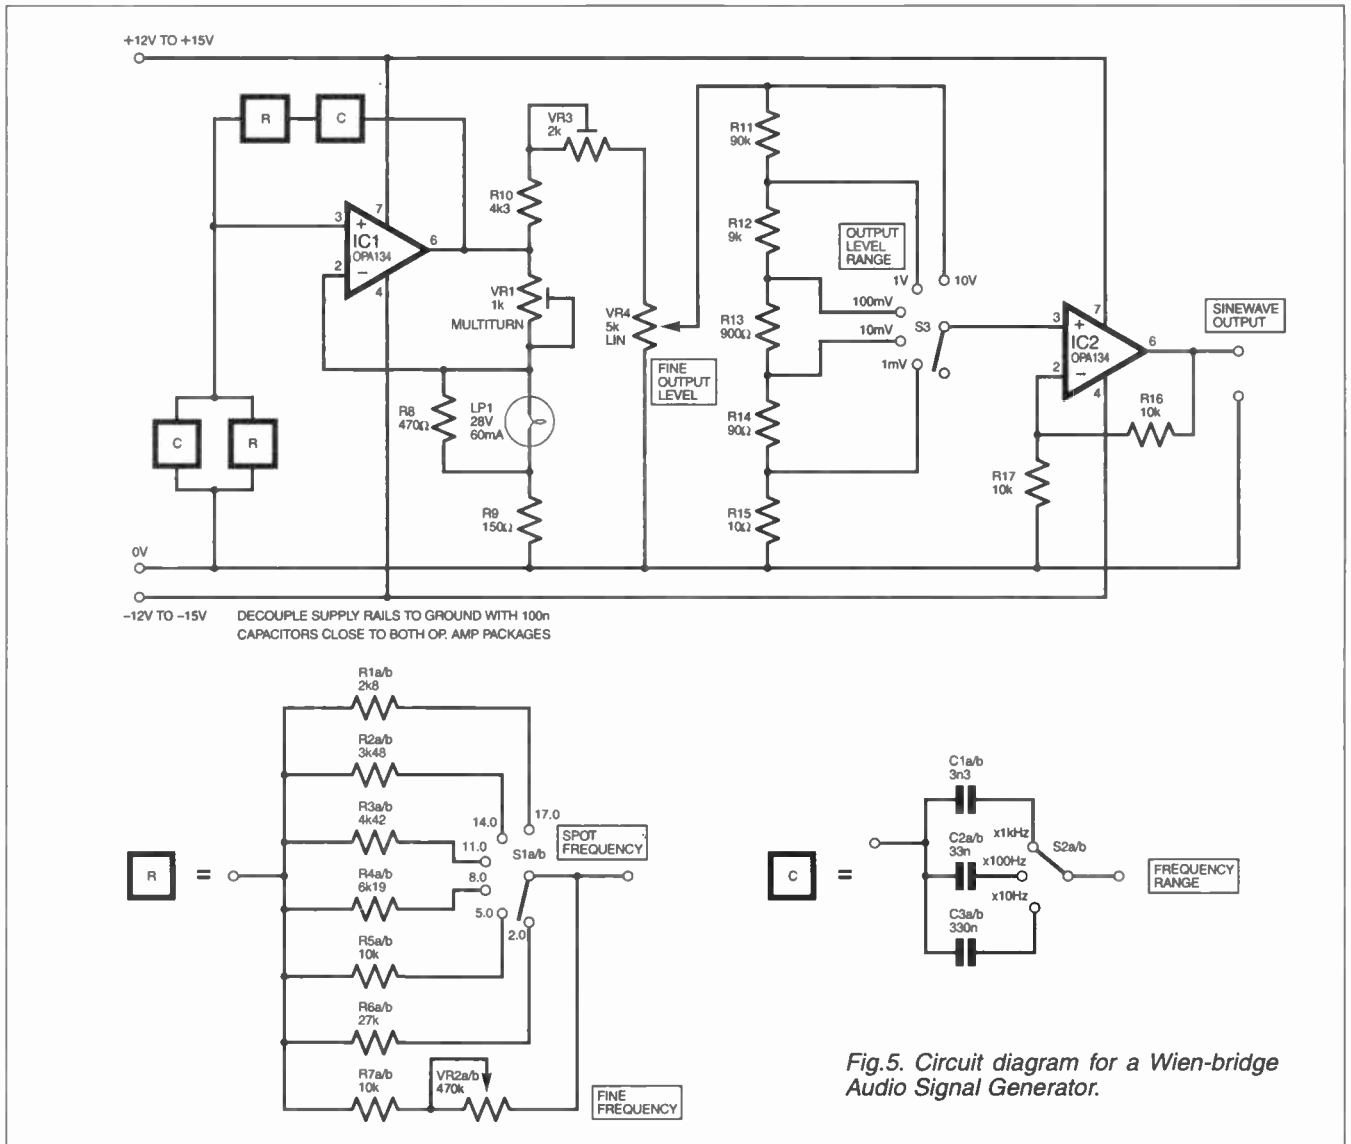 +12V TO +15V
R
C
VR3
2k
R10
4k3
3
+
7
IC1
OPA134
6
2
−
4
VR1
1k
MULTITURN
VR4
5k
LIN
FINE
OUTPUT
LEVEL
R8
470Ω
LP1
28V
60mA
R9
150Ω
C
R
R11
90k
R12
9k
OUTPUT
LEVEL
RANGE
1V
10V
100mV
R13
900Ω
10mV
S3
1mV
R14
90Ω
R15
10Ω
3
+
7
IC2
OPA134
6
2
−
4
SINEWAVE
OUTPUT
R16
10k
R17
10k
0V
−12V TO −15V
DECOUPLE SUPPLY RAILS TO GROUND WITH 100n
CAPACITORS CLOSE TO BOTH OP. AMP PACKAGES
R
=
R1a/b
2k8
R2a/b
3k48
R3a/b
4k42
R4a/b
6k19
R5a/b
10k
R6a/b
27k
R7a/b
10k
VR2a/b
470k
17.0
14.0
11.0
8.0
5.0
2.0
S1a/b
SPOT
FREQUENCY
FINE
FREQUENCY
C
=
C1a/b
3n3
C2a/b
33n
C3a/b
330n
x1kHz
x100Hz
x10Hz
S2a/b
FREQUENCY
RANGE
Fig.5. Circuit diagram for a Wien-bridge
Audio Signal Generator.